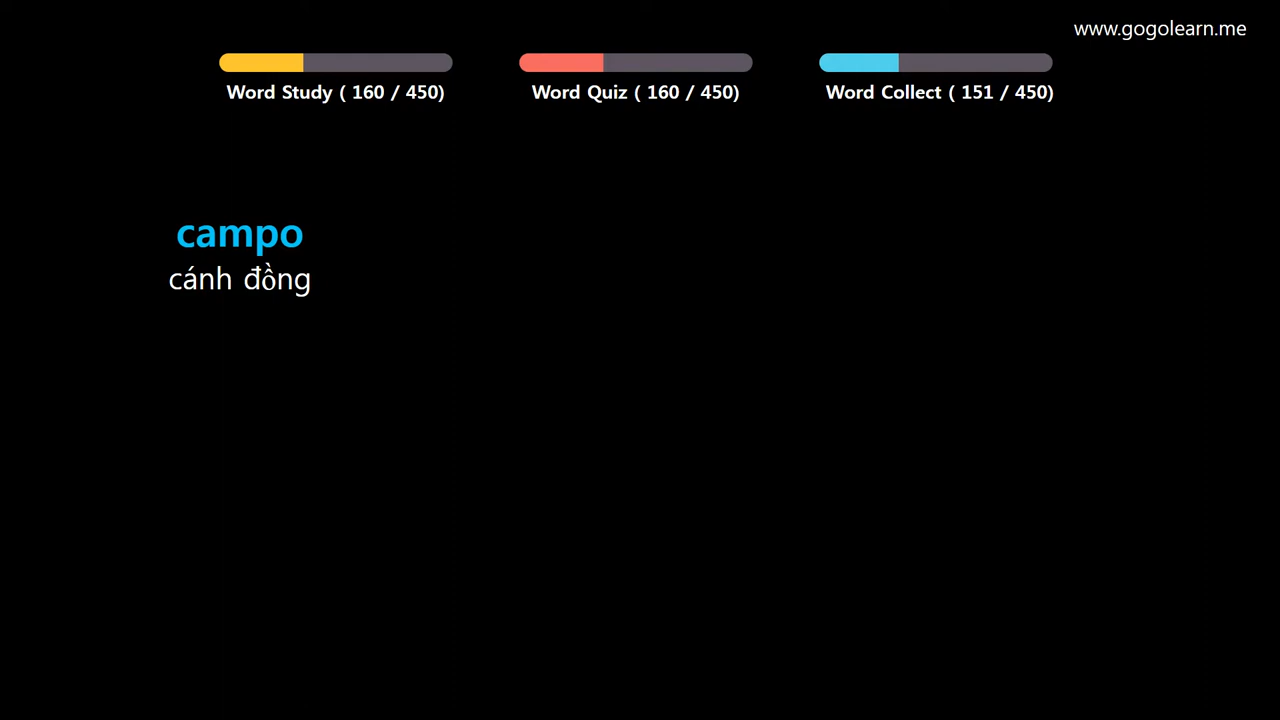 www.gogolearn.me
Word Study ( 160 / 450)
Word Quiz ( 160 / 450)
Word Collect ( 151 / 450)
campo
cánh đồng